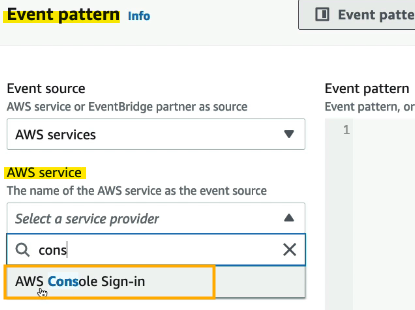 Event pattern Info
Event patte
Event source
AWS service or EventBridge partner as source
AWS services
AWS service
The name of the AWS service as the event source
Select a service provider
cons
AWS Console Sign-in
Event pattern
Event pattern, or
1